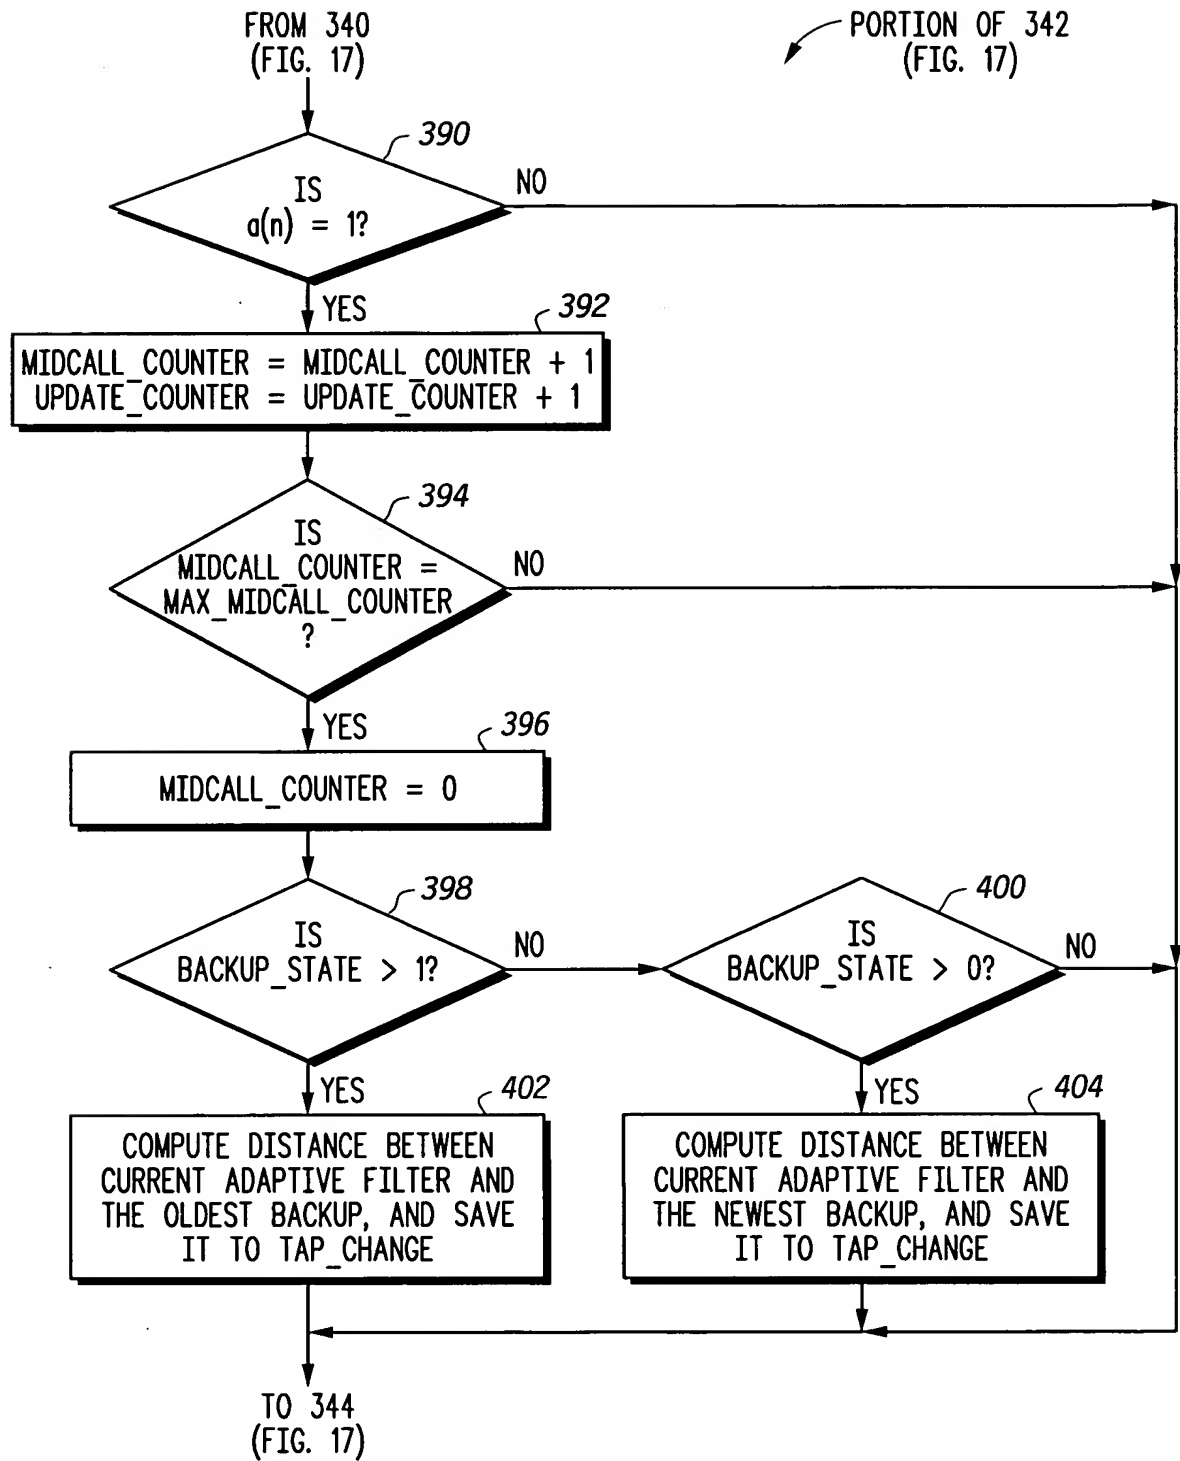 FROM 340
(FIG. 17)
PORTION OF 342
(FIG. 17)
390
IS
a(n) = 1?
NO
YES
392
MIDCALL_COUNTER = MIDCALL_COUNTER + 1
UPDATE_COUNTER = UPDATE_COUNTER + 1
394
IS
MIDCALL_COUNTER =
MAX_MIDCALL_COUNTER
?
NO
YES
396
MIDCALL_COUNTER = 0
398
IS
BACKUP_STATE > 1?
NO
400
IS
BACKUP_STATE > 0?
NO
YES
402
COMPUTE DISTANCE BETWEEN
CURRENT ADAPTIVE FILTER AND
THE OLDEST BACKUP, AND SAVE
IT TO TAP_CHANGE
YES
404
COMPUTE DISTANCE BETWEEN
CURRENT ADAPTIVE FILTER AND
THE NEWEST BACKUP, AND SAVE
IT TO TAP_CHANGE
TO 344
(FIG. 17)